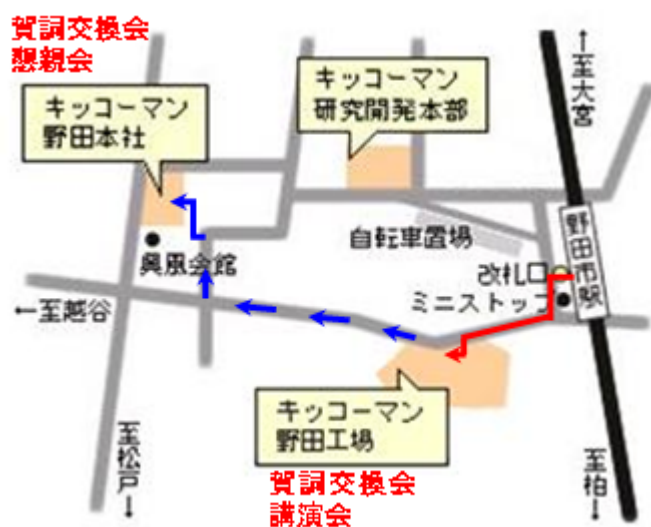 賀詞交換会
懇親会
キッコーマン
野田本社
キッコーマン
研究開発本部
←至大宮
野田市駅
自転車置場
改札口
ミニストップ
興風会館
←至越谷
キッコーマン
野田工場
賀詞交換会
講演会
至松戸→
至柏→